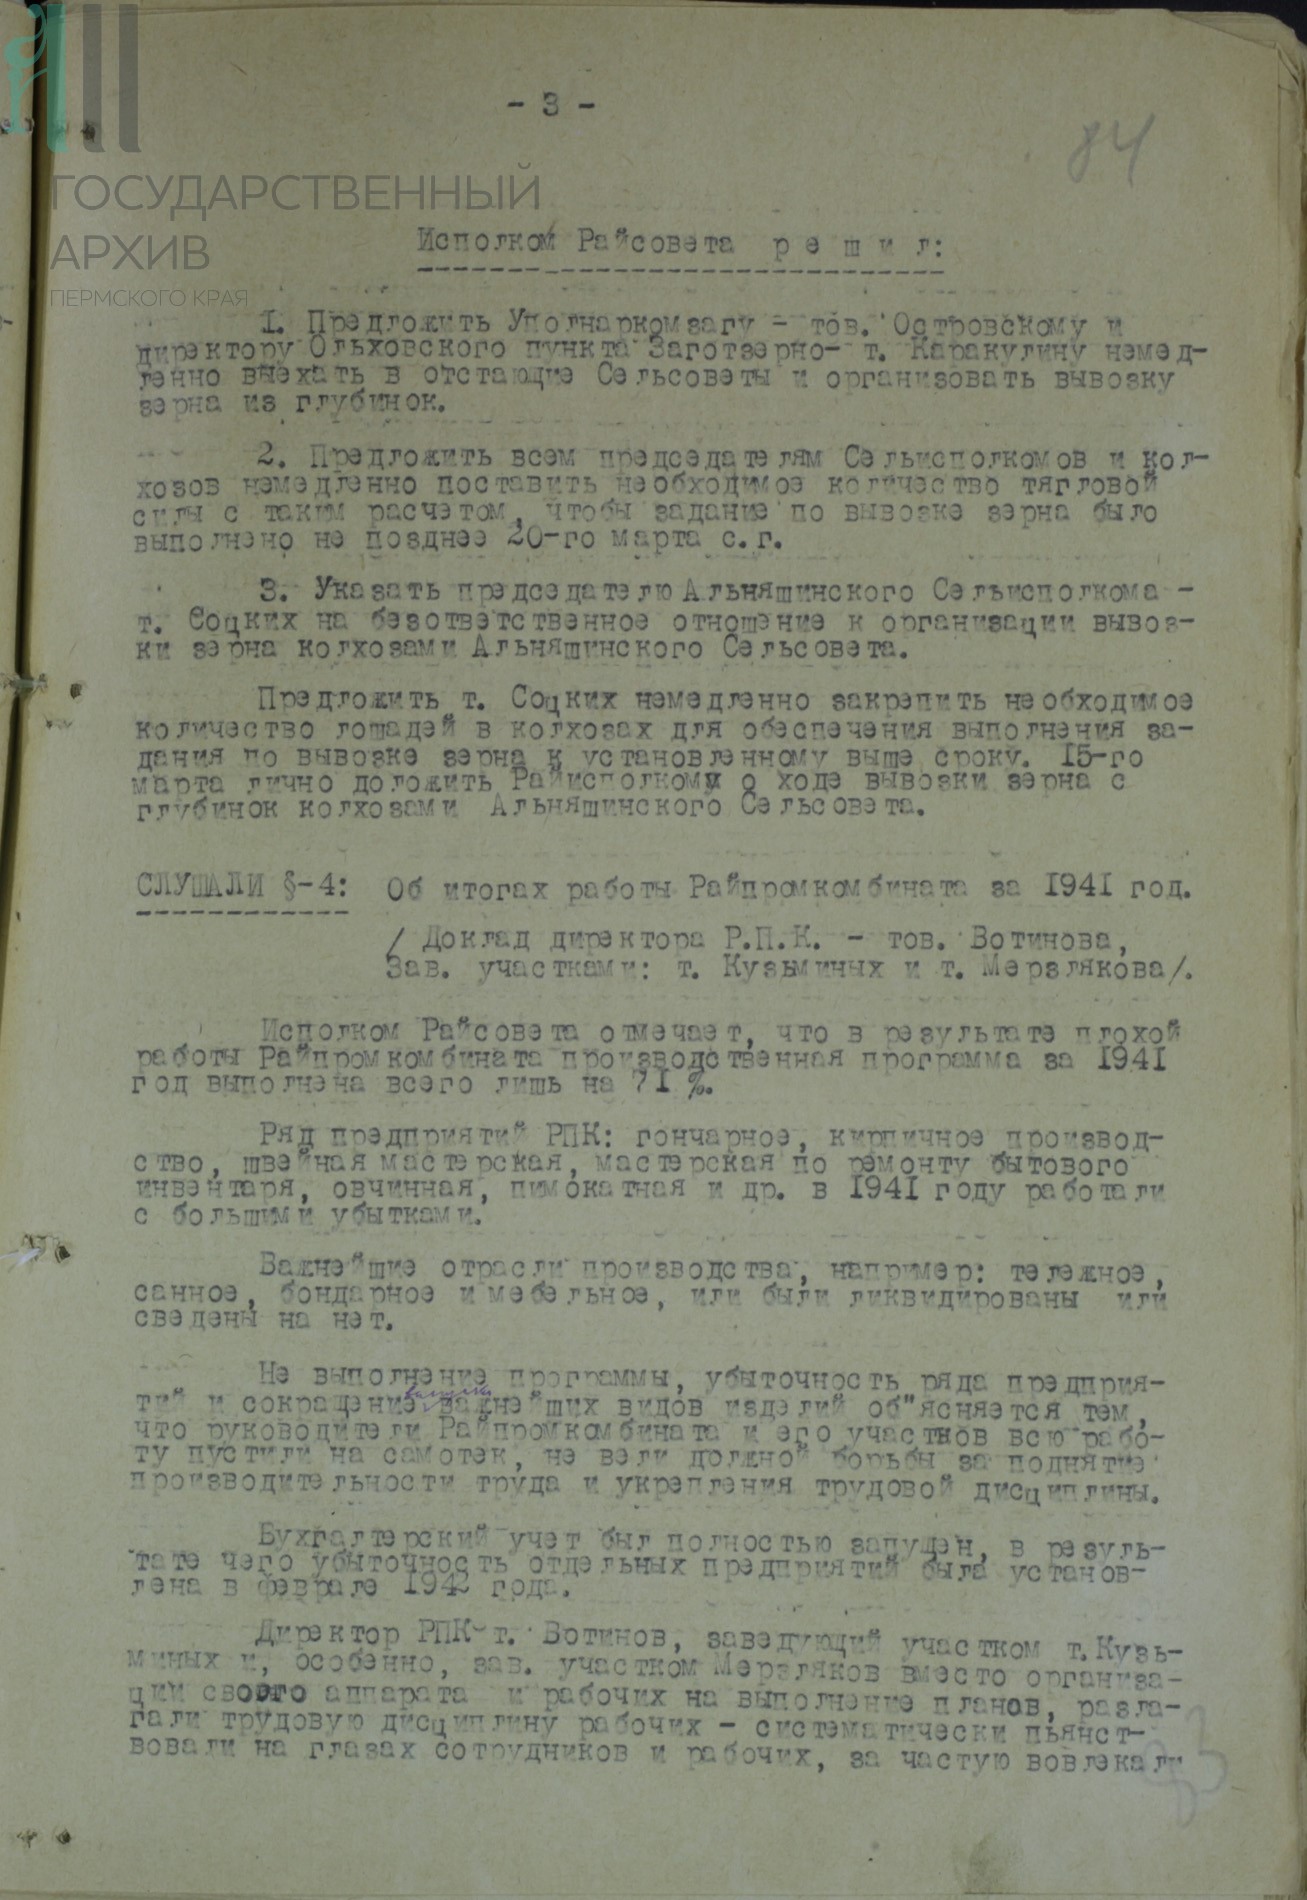 - 3 -
84
ГОСУДАРСТВЕННЫЙ
АРХИВ
ПЕРМСКОГО КРАЯ
Исполком Райсовета р е ш и л:
1. Предложить Уполнаркомзагу - тов. Островскому и
директору Ольховского пункта Заготзерно- т. Каракулину немед-
ленно выехать в отстающие Сельсоветы и организовать вывозку
зерна из глубинок.
2. Предложить всем председателям Сельисполкомов и кол-
хозов немедленно поставить необходимое количество тягловой
силы с таким расчетом, чтобы задание по вывозке зерна было
выполнено не позднее 20-го марта с.г.
3. Указать председателю Альняшинского Сельисполкома -
т. Соцких на безответственное отношение к организации вывоз-
ки зерна колхозами Альняшинского Сельсовета.
Предложить т. Соцких немедленно закрепить необходимое
количество лошадей в колхозах для обеспечения выполнения за-
дания по вывозке зерна к установленному выше сроку. 15-го
марта лично доложить Райисполкому о ходе вывозки зерна с
глубинок колхозами Альняшинского Сельсовета.
СЛУШАЛИ §-4: Об итогах работы Райпромкомбината за 1941 год.
/ Доклад директора Р.П.К. - тов. Вотинова,
Зав. участками: т. Кузьминых и т. Мерзлякова/.
Исполком Райсовета отмечает, что в результате плохой
работы Райпромкомбината производственная программа за 1941
год выполнена всего лишь на 71 %.
Ряд предприятий РПК: гончарное, кирпичное производ-
ство, швейная мастерская, мастерская по ремонту бытового
инвентаря, овчинная, пимокатная и др. в 1941 году работали
с большими убытками.
Важнейшие отрасли производства, например: тележное,
санное, бондарное и мебельное, или были ликвидированы или
сведены на нет.
Не выполнение программы, убыточность ряда предприя-
тий и сокращение выпуска важнейших видов изделий об"ясняется тем,
что руководители Райпромкомбината и его участков всю рабо-
ту пустили на самотек, не вели должной борьбы за поднятие
производительности труда и укрепления трудовой дисциплины.
Бухгалтерский учет был полностью запущен, в резуль-
тате чего убыточность отдельных предприятий была установ-
лена в феврале 1942 года.
Директор РПК-т. Вотинов, заведующий участком т.Кузь-
миных и, особенно, зав. участком Мерзляков вместо организа-
ции своего аппарата и рабочих на выполнение планов, разла-
гали трудовую дисциплину рабочих - систематически пьянст-
вовали на глазах сотрудников и рабочих, за частую вовлекали
83